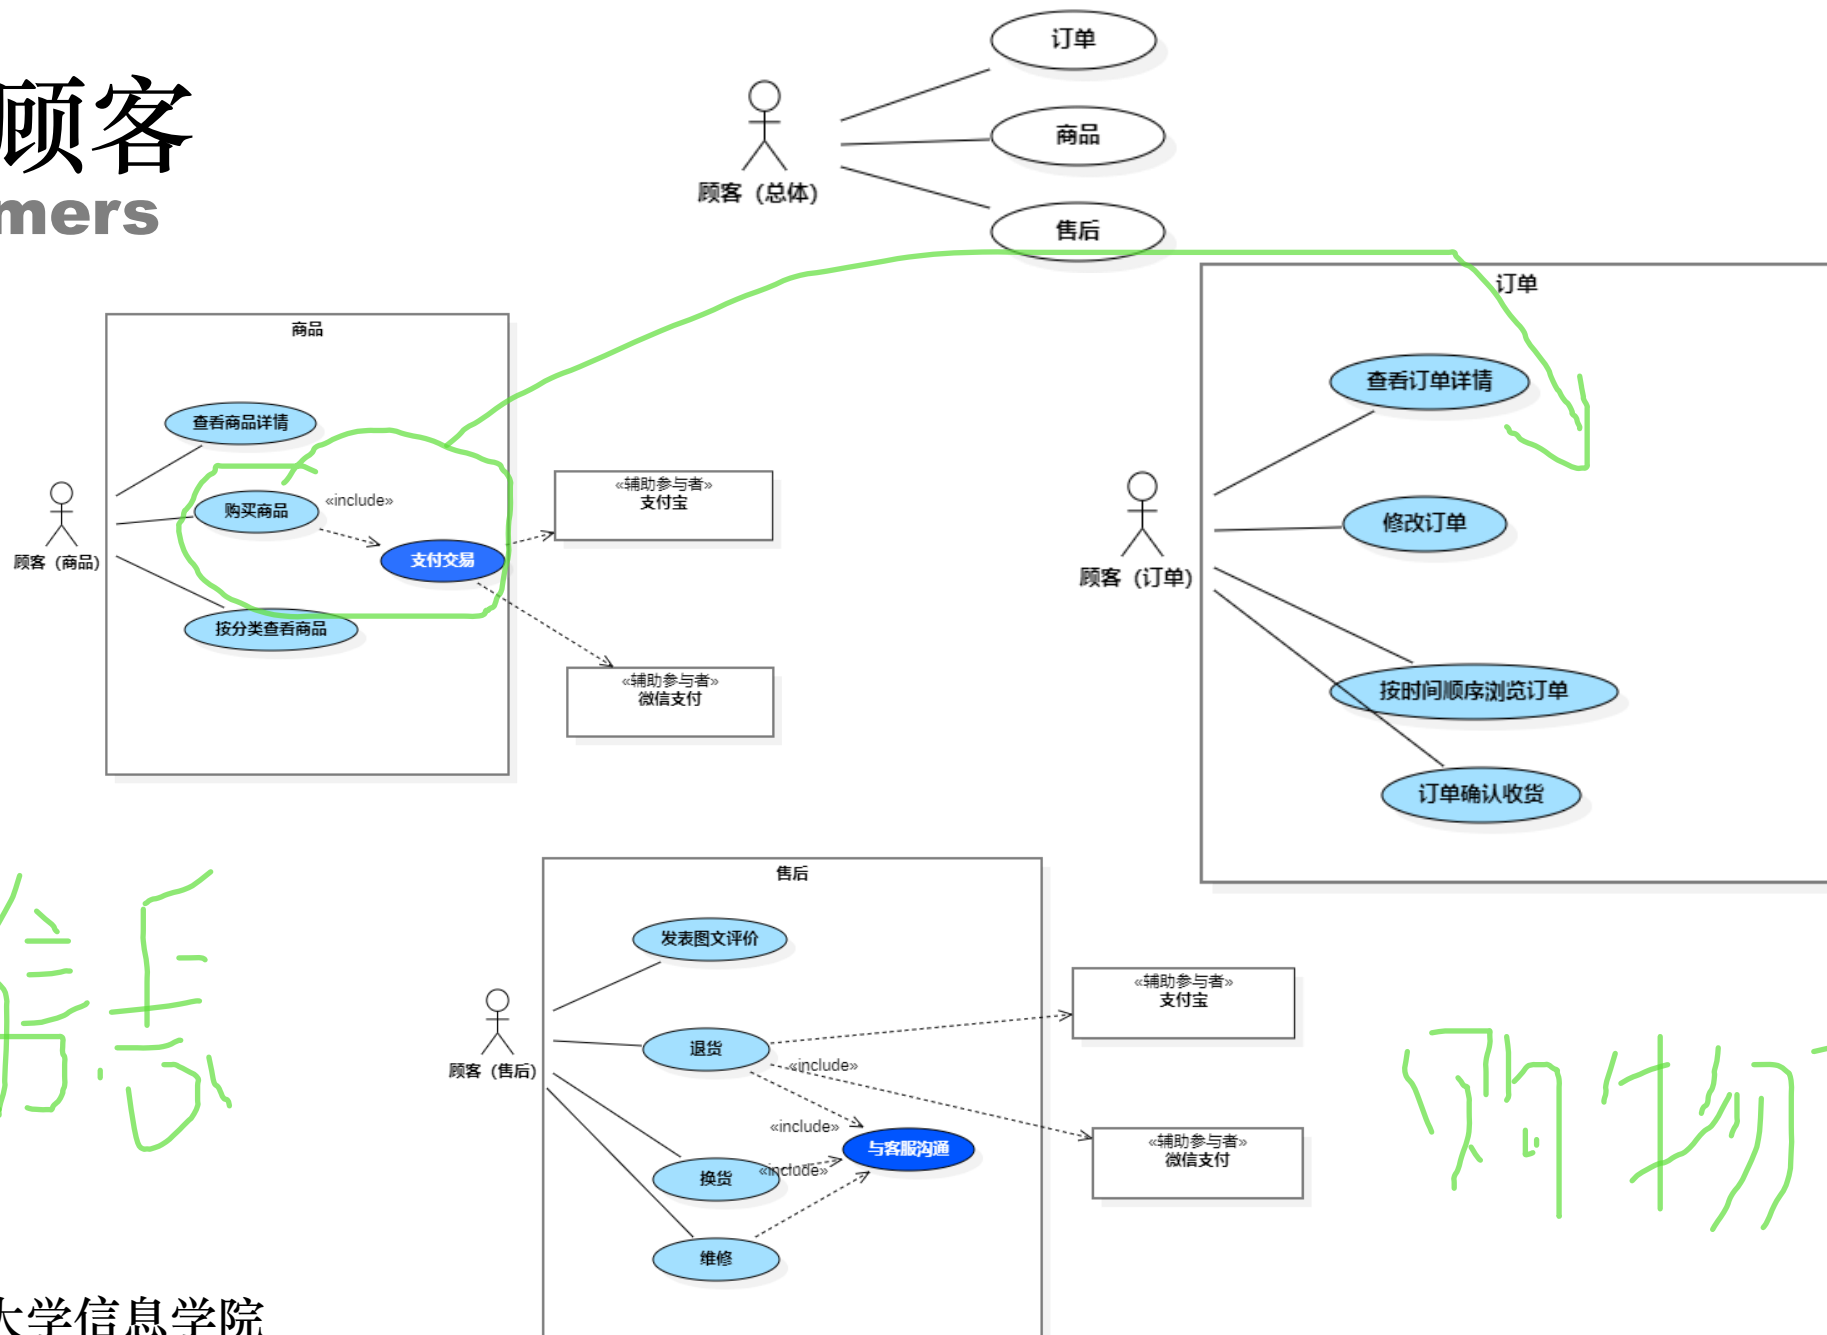 顾客
mers
订单
商品
售后
顾客（总体）
商品
查看商品详情
购买商品
«include»
支付交易
按分类查看商品
顾客（商品）
«辅助参与者»
支付宝
«辅助参与者»
微信支付
订单
查看订单详情
修改订单
按时间顺序浏览订单
订单确认收货
顾客（订单）
售后
发表图文评价
退货
«include»
«include»
与客服沟通
换货
«include»
维修
顾客（售后）
«辅助参与者»
支付宝
«辅助参与者»
微信支付
信息
购物
大学信息学院